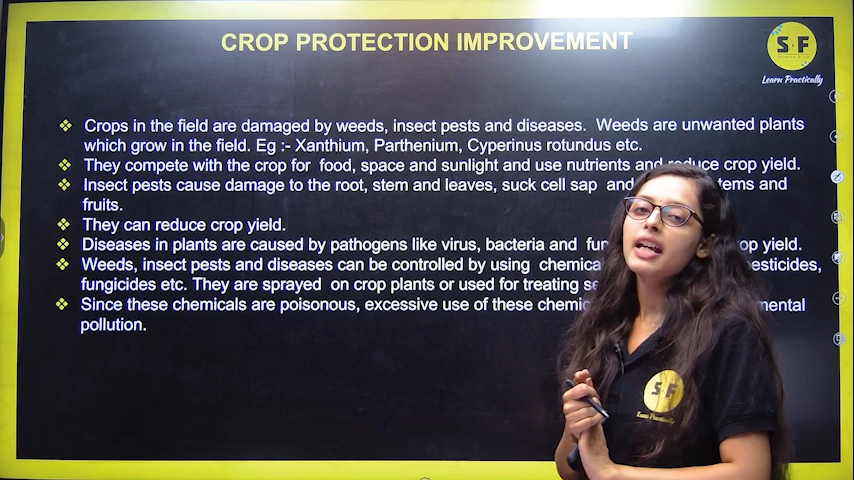 CROP PROTECTION IMPROVEMENT
S F
Learn Practically
❖ Crops in the field are damaged by weeds, insect pests and diseases. Weeds are unwanted plants
which grow in the field. Eg :- Xanthium, Parthenium, Cyperinus rotundus etc.
❖ They compete with the crop for food, space and sunlight and use nutrients and reduce crop yield.
❖ Insect pests cause damage to the root, stem and leaves, suck cell sap and tems and
fruits.
❖ They can reduce crop yield.
❖ Diseases in plants are caused by pathogens like virus, bacteria and fun op yield.
❖ Weeds, insect pests and diseases can be controlled by using chemica esticides,
fungicides etc. They are sprayed on crop plants or used for treating se
❖ Since these chemicals are poisonous, excessive use of these chemic mental
pollution.
S F
Learn Practically